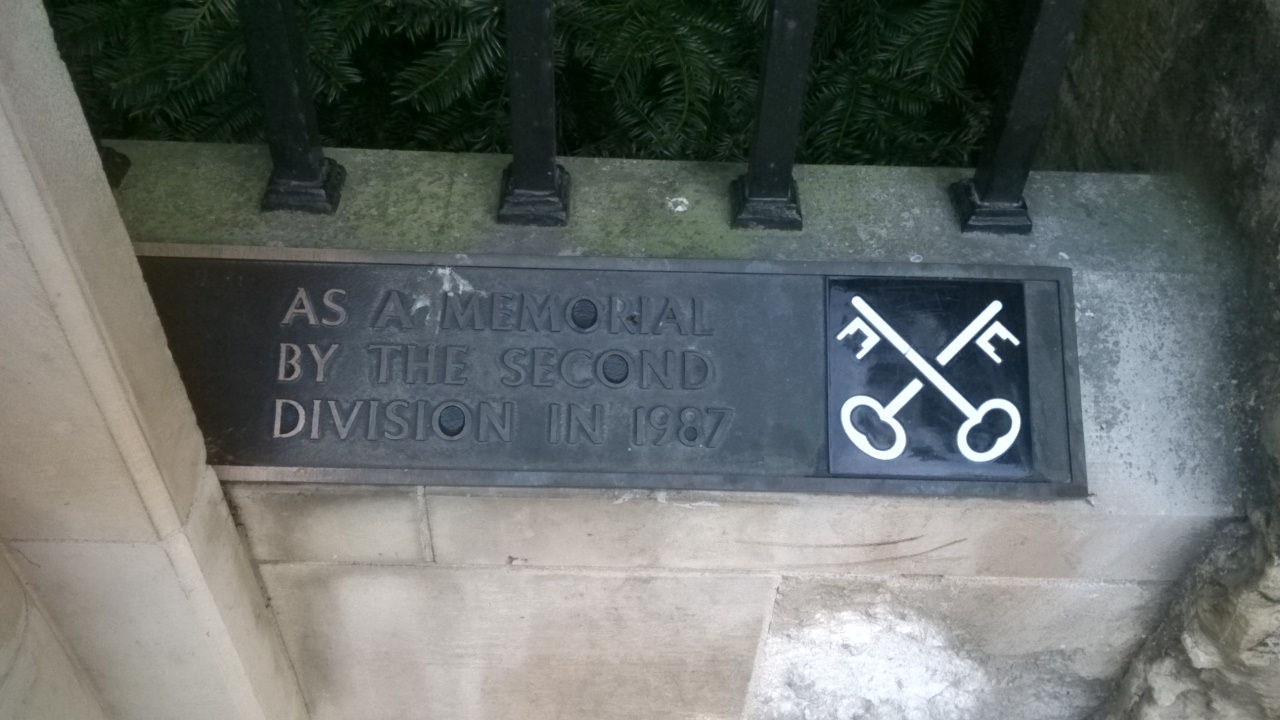 AS A MEMORIAL
BY THE SECOND
DIVISION IN 1987